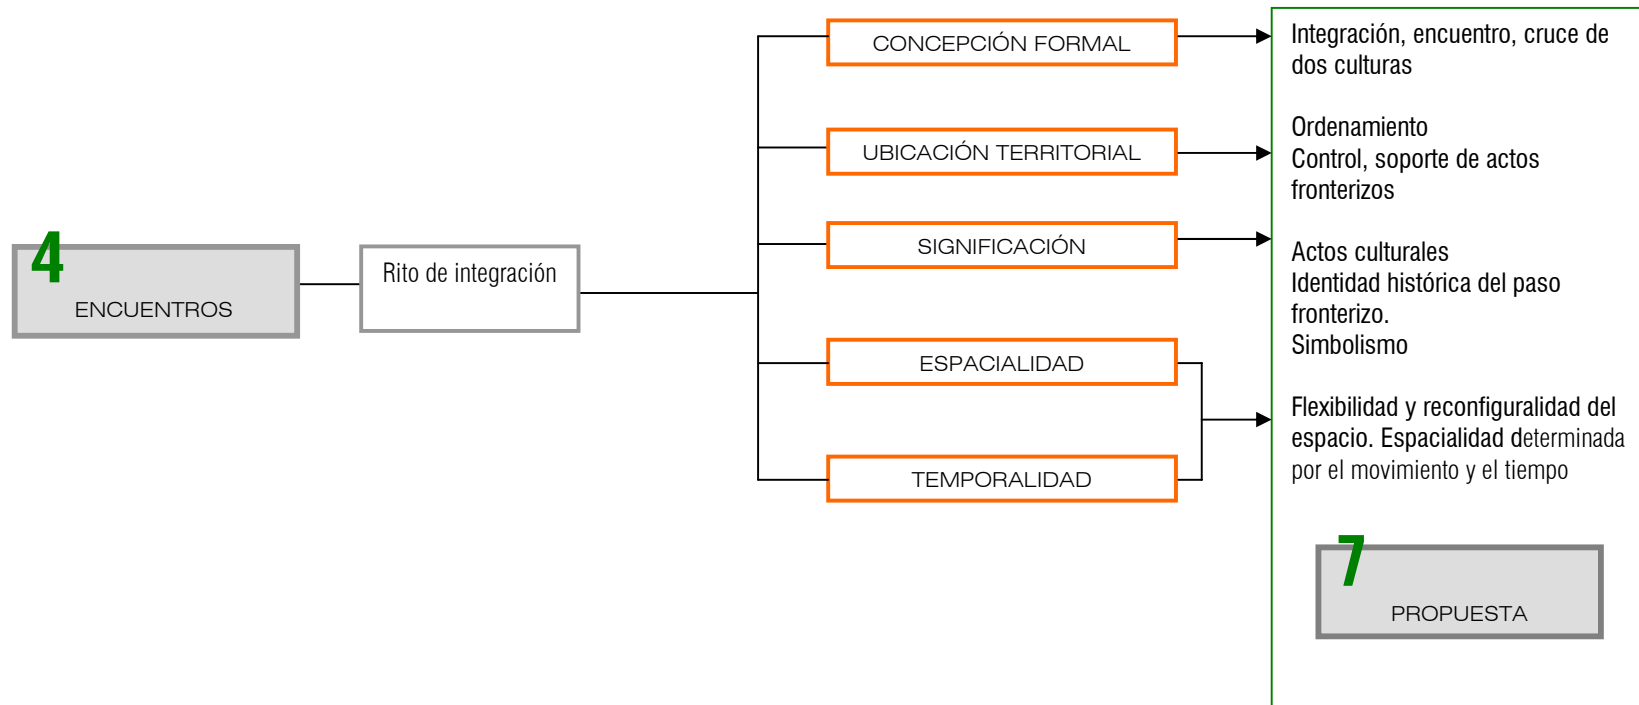 4
ENCUENTROS
Rito de integración
CONCEPCIÓN FORMAL
UBICACIÓN TERRITORIAL
SIGNIFICACIÓN
ESPACIALIDAD
TEMPORALIDAD
Integración, encuentro, cruce de
dos culturas
Ordenamiento
Control, soporte de actos
fronterizos
Actos culturales
Identidad histórica del paso
fronterizo.
Simbolismo
Flexibilidad y reconfiguralidad del
espacio. Espacialidad determinada
por el movimiento y el tiempo
7
PROPUESTA